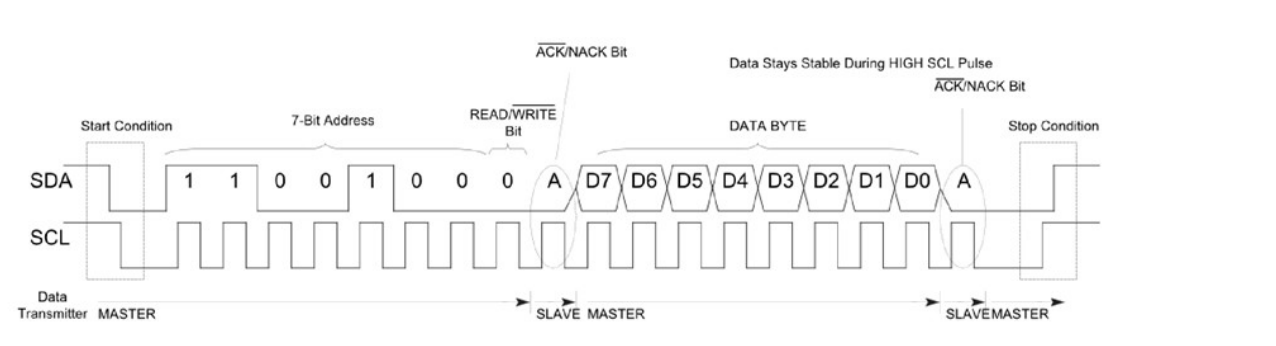 ACK/NACK Bit
Data Stays Stable During HIGH SCL Pulse
ACK/NACK Bit
Start Condition
7-Bit Address
READ/WRITE
Bit
DATA BYTE
Stop Condition
SDA 1 1 0 0 1 0 0 0 A D7 D6 D5 D4 D3 D2 D1 D0 A
SCL
Data
Transmitter MASTER SLAVE MASTER SLAVE MASTER